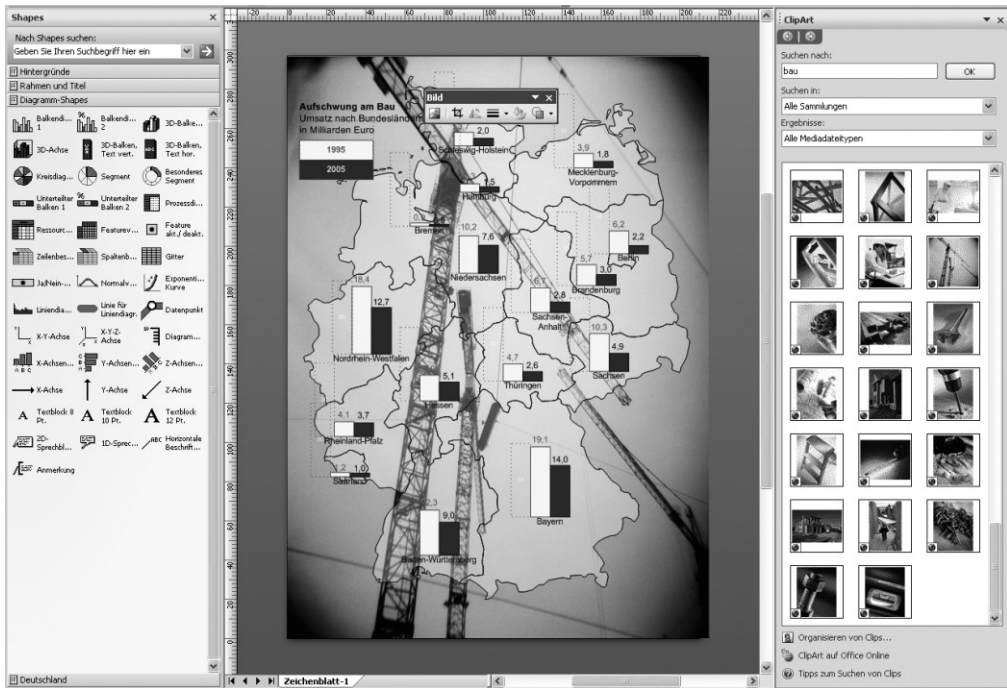 Shapes
Nach Shapes suchen:
Geben Sie Ihren Suchbegriff hier ein
Hintergründe
Rahmen und Titel
Diagramm-Shapes
Balkendi... 1
Balkendi... 2
3D-Balke...
3D-Achse
3D-Balken, Text vert.
3D-Balken, Text hor.
Kreisdiag...
Segment
Besonderes Segment
Unterteilter Balken 1
Unterteilter Balken 2
Prozessdi...
Ressourc...
Featurev...
Feature akt./ deakt.
Zeilenbes...
Spaltenb...
Gitter
Ja/Nein-...
Normalv...
Exponenti... Kurve
Liniendia...
Linie für Liniendiagr.
Datenpunkt
X-Y-Achse
X-Y-Z-Achse
Diagram...
X-Achsen...
Y-Achsen...
Z-Achsen...
X-Achse
Y-Achse
Z-Achse
Textblock 8 Pt.
Textblock 10 Pt.
Textblock 12 Pt.
2D-Sprechbl...
1D-Sprec...
Horizontale Beschrift...
Anmerkung
Deutschland
Aufschwung am Bau
Umsatz nach Bundesländern
in Milliarden Euro
1995
2005
Bild
2,0
Schleswig-Holstein
3,9
1,8
Mecklenburg-
Vorpommern
Hamburg
Bremen
10,2
7,6
Niedersachsen
6,2
2,2
Berlin
5,7
3,0
Brandenburg
6,7
2,8
Sachsen-
Anhalt
18,4
12,7
Nordrhein-Westfalen
10,3
4,9
Sachsen
4,7
2,6
Thüringen
5,1
Hessen
4,1
3,7
Rheinland-Pfalz
1,2
1,0
Saarland
19,1
14,0
Bayern
9,0
Baden-Württemberg
Zeichenblatt-1
ClipArt
Suchen nach:
bau
OK
Suchen in:
Alle Sammlungen
Ergebnisse:
Alle Mediadateitypen
Organisieren von Clips...
ClipArt auf Office Online
Tipps zum Suchen von Clips